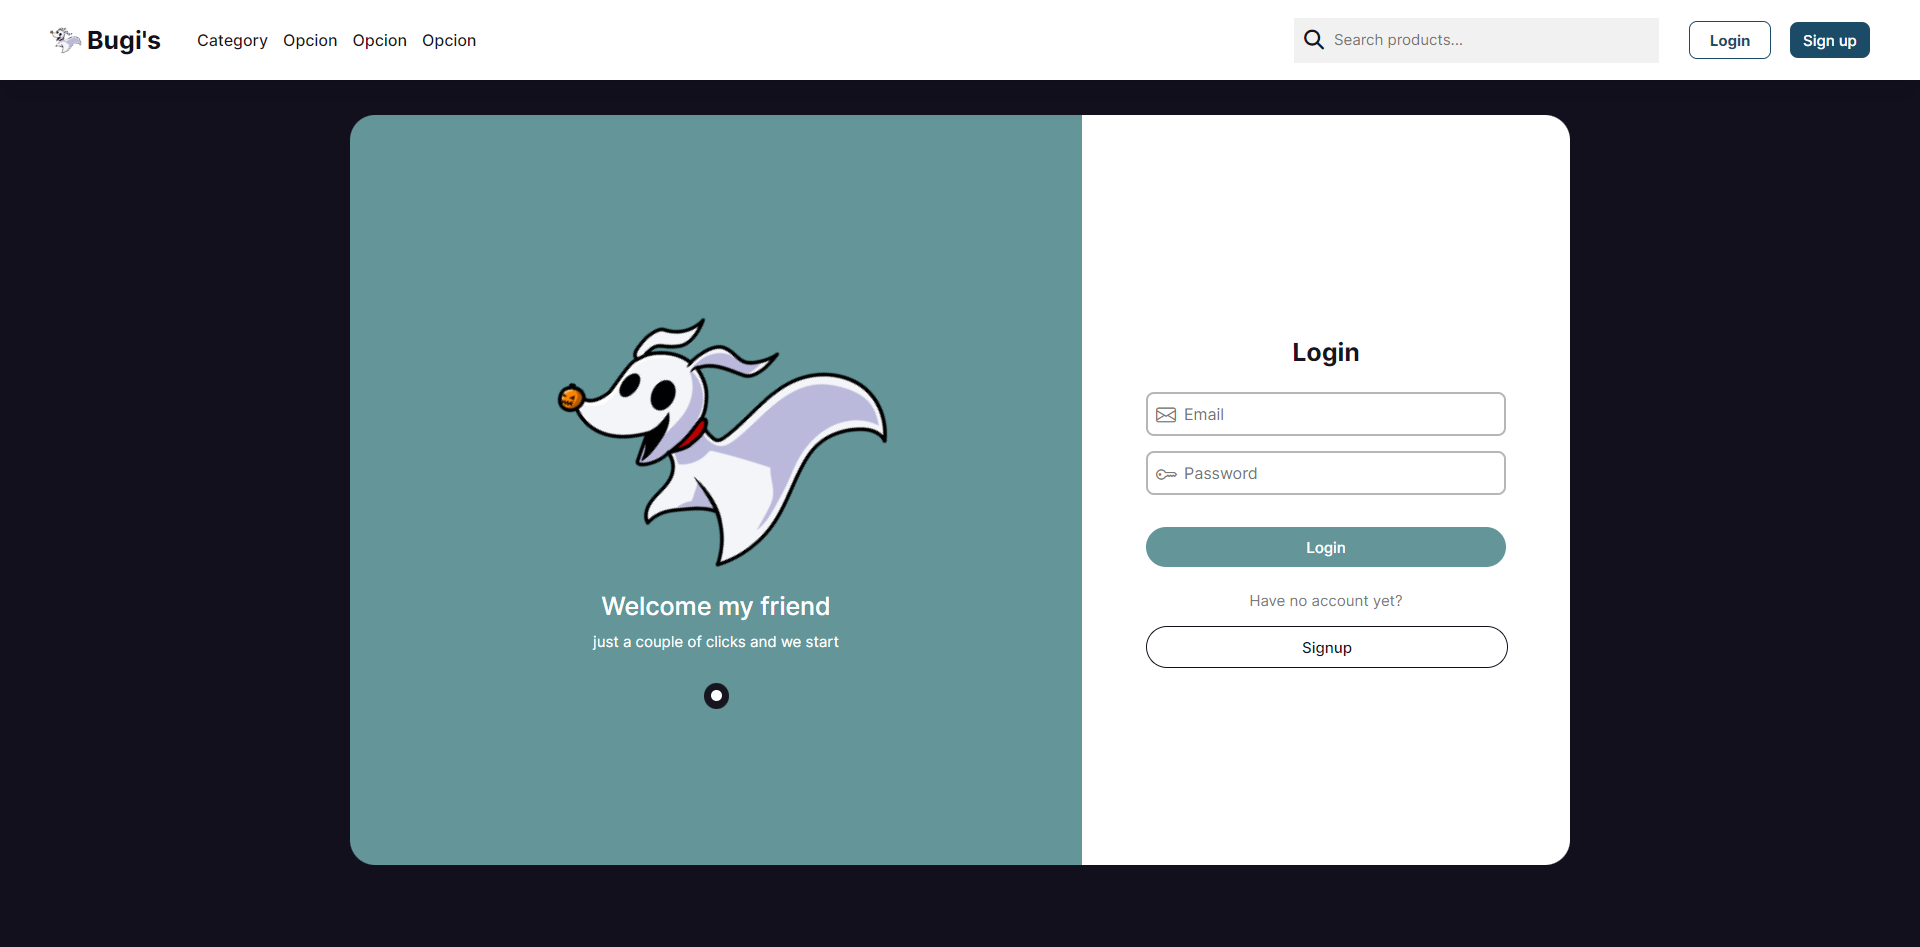 Bugi's
Category Opcion Opcion Opcion
Search products...
Login
Sign up
Welcome my friend
just a couple of clicks and we start
Login
Email
Password
Login
Have no account yet?
Signup